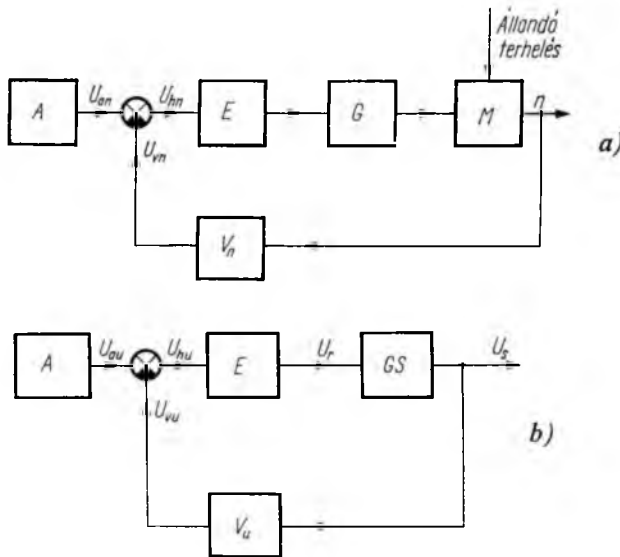 Állandó
terhelés
A
U_an
U_hn
E
G
M
n
a)
U_vn
V_n
A
U_au
U_hu
E
U_r
GS
U_s
b)
U_vu
V_u